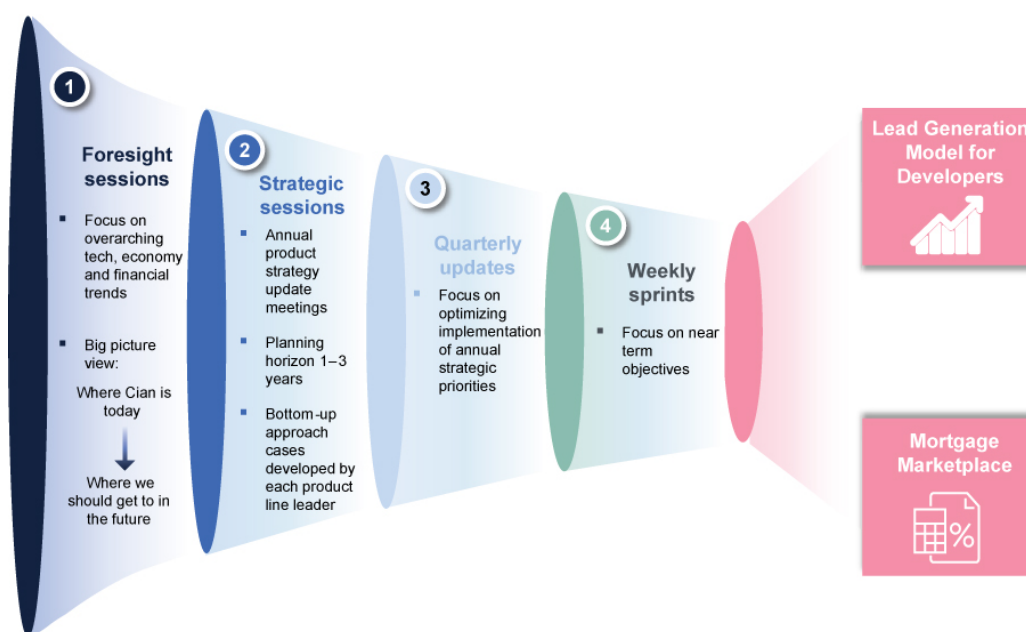 1
Foresight
sessions
▪ Focus on
overarching
tech, economy
and financial
trends
▪ Big picture
view:
Where Cian is
today
Where we
should get to in
the future
2
Strategic
sessions
▪ Annual
product
strategy
update
meetings
▪ Planning
horizon 1–3
years
▪ Bottom-up
approach
cases
developed by
each product
line leader
3
Quarterly
updates
▪ Focus on
optimizing
implementation
of annual
strategic
priorities
4
Weekly
sprints
▪ Focus on near
term
objectives
Lead Generation
Model for
Developers
Mortgage
Marketplace
%